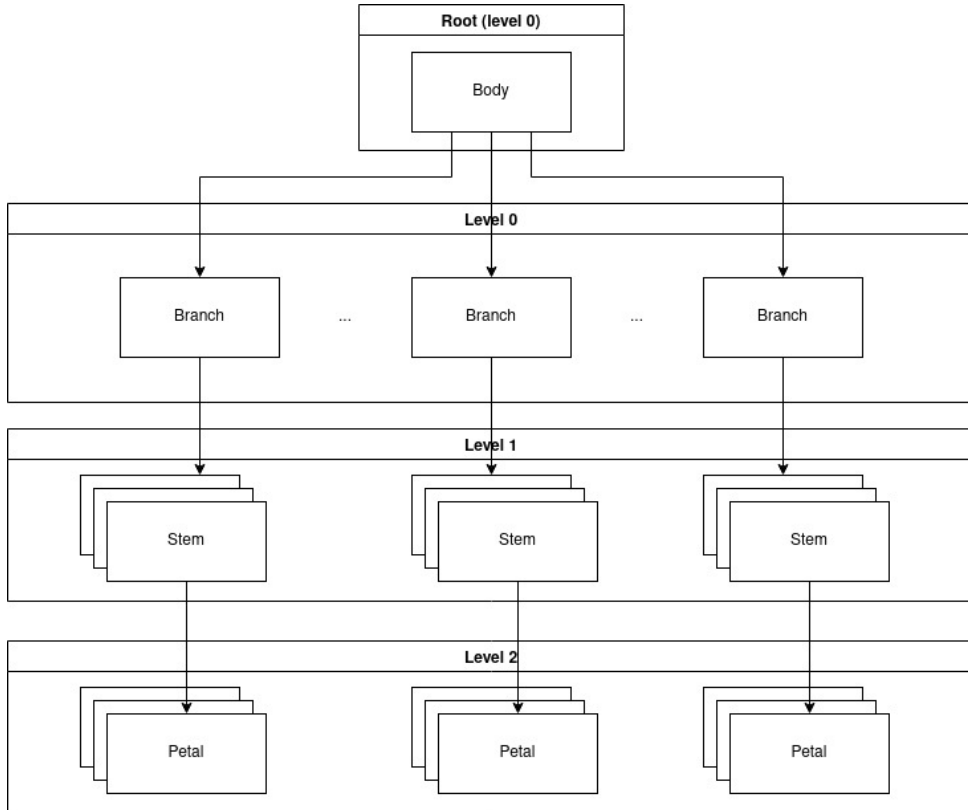 Root (level 0)
Body
Level 0
Branch ... Branch ... Branch
Level 1
Stem Stem Stem
Level 2
Petal Petal Petal